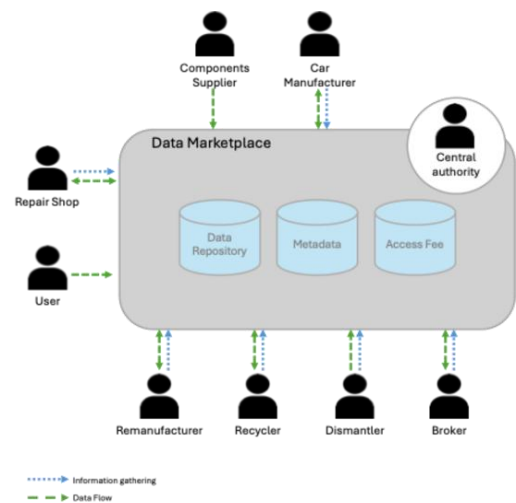 Components
Supplier
Car
Manufacturer
Data Marketplace
Central
authority
Repair Shop
Data
Repository
Metadata
Access Fee
User
Remanufacturer
Recycler
Dismantler
Broker
Information gathering
Data Flow